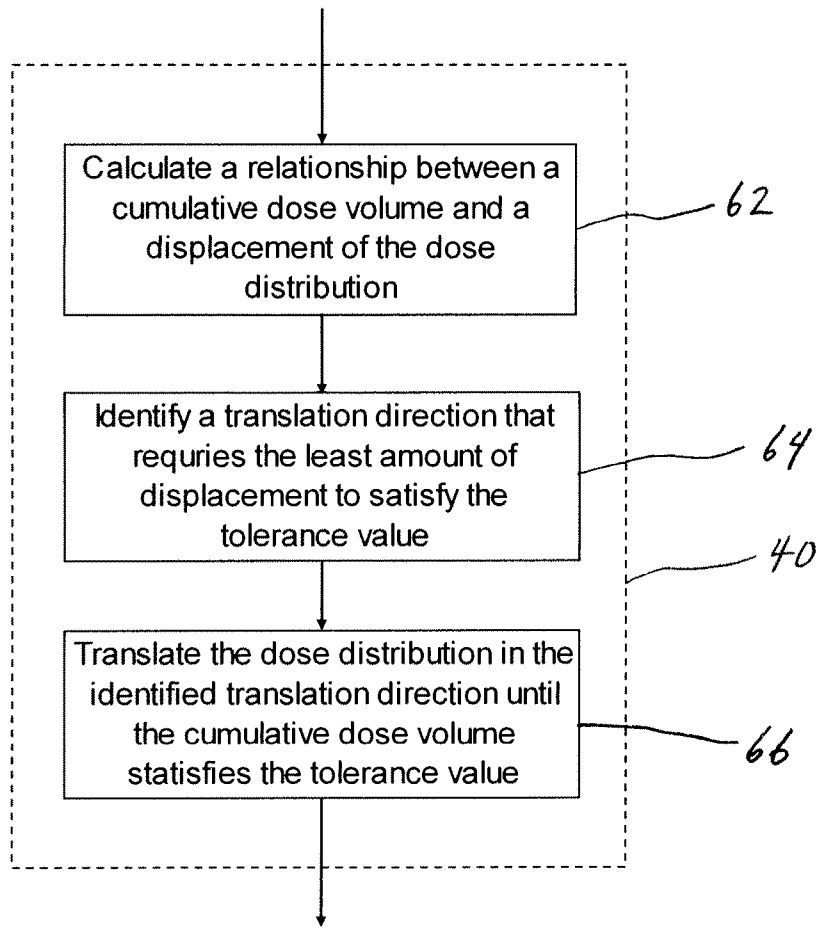 Calculate a relationship between a
cumulative dose volume and a
displacement of the dose
distribution
62
Identify a translation direction that
requries the least amount of
displacement to satisfy the
tolerance value
64
40
Translate the dose distribution in the
identified translation direction until
the cumulative dose volume
statisfies the tolerance value
66